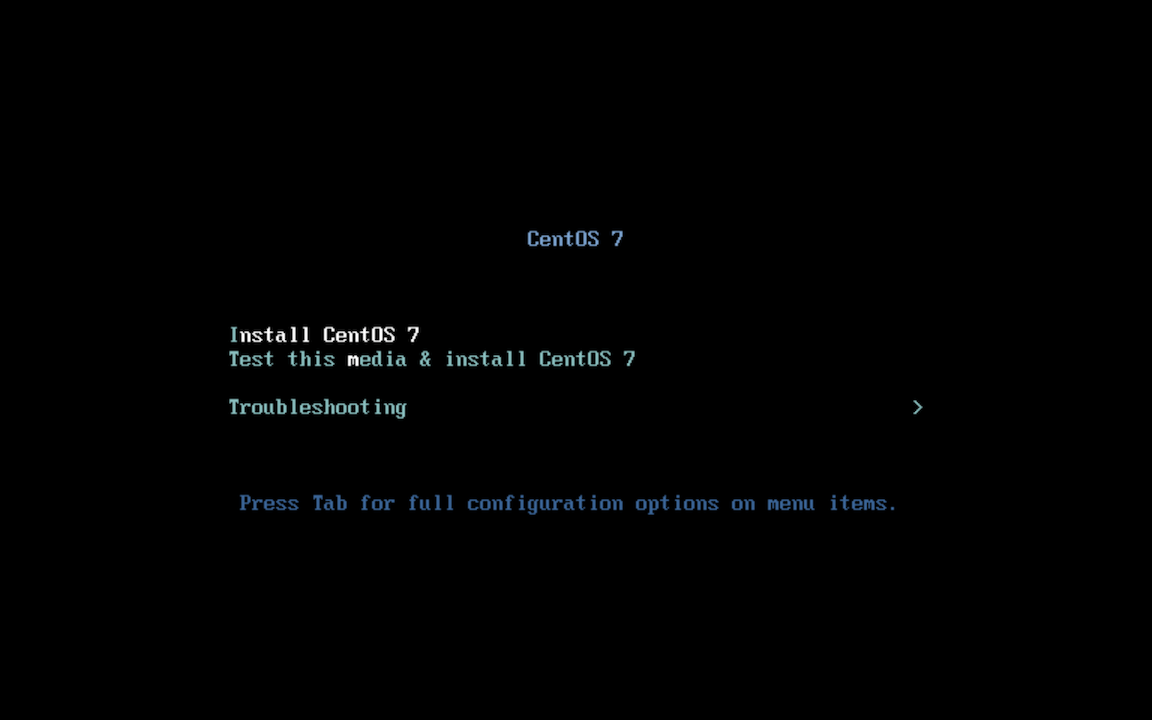 CentOS 7
Install CentOS 7
Test this media & install CentOS 7
Troubleshooting >
Press Tab for full configuration options on menu items.